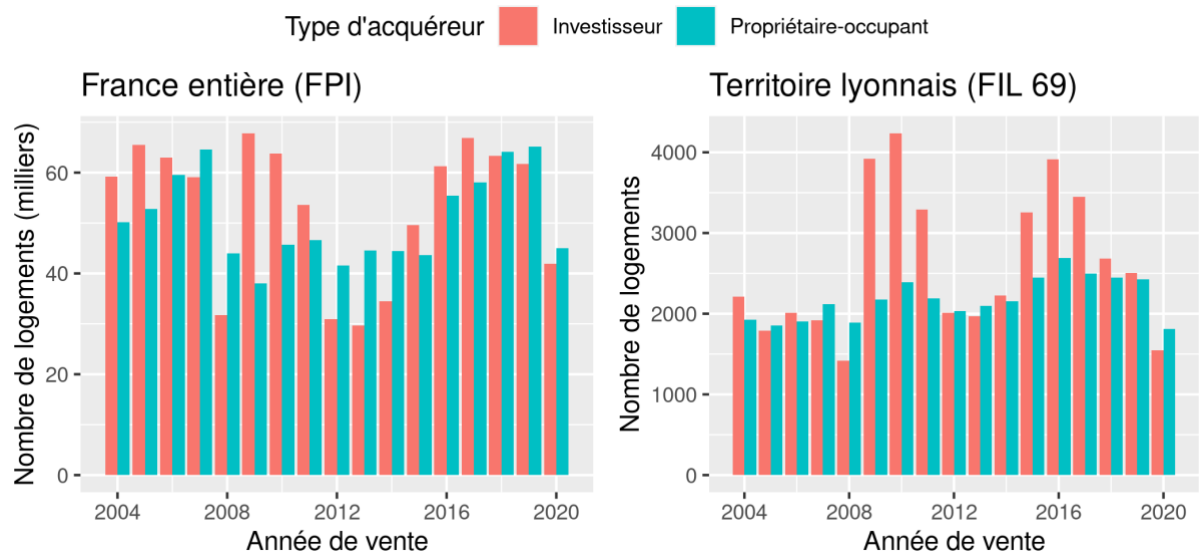 Type d'acquéreur Investisseur Propriétaire-occupant
France entière (FPI)
Nombre de logements (milliers)
60
40
20
0
2004 2008 2012 2016 2020
Année de vente
Territoire lyonnais (FIL 69)
Nombre de logements
4000
3000
2000
1000
0
2004 2008 2012 2016 2020
Année de vente